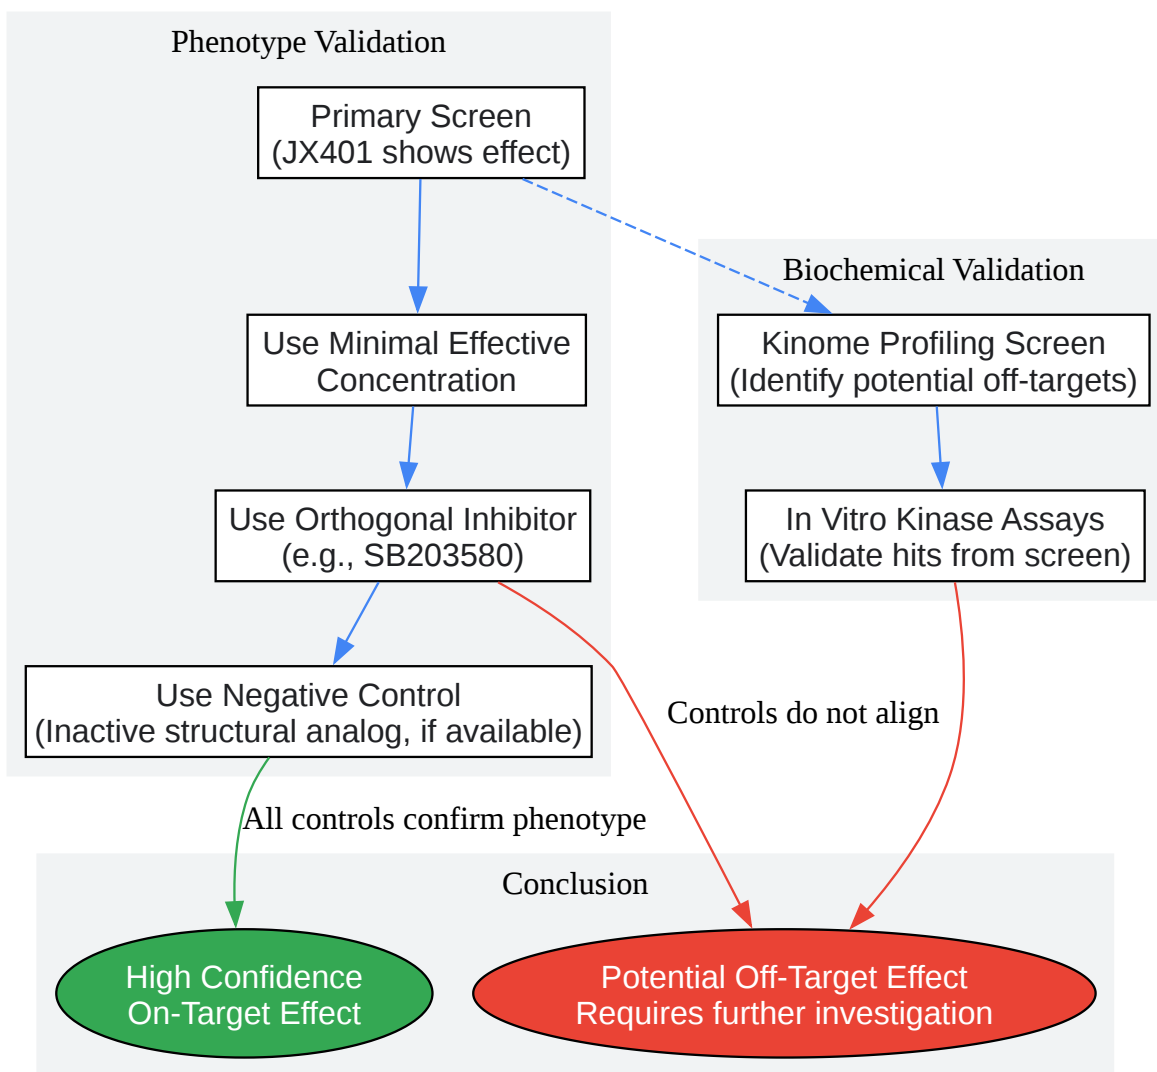 Phenotype Validation
Primary Screen
(JX401 shows effect)
Biochemical Validation
Use Minimal Effective
Concentration
Kinome Profiling Screen
(Identify potential off-targets)
Use Orthogonal Inhibitor
(e.g., SB203580)
In Vitro Kinase Assays
(Validate hits from screen)
Use Negative Control
(Inactive structural analog, if available)
Controls do not align
All controls confirm phenotype
Conclusion
High Confidence
On-Target Effect
Potential Off-Target Effect
Requires further investigation